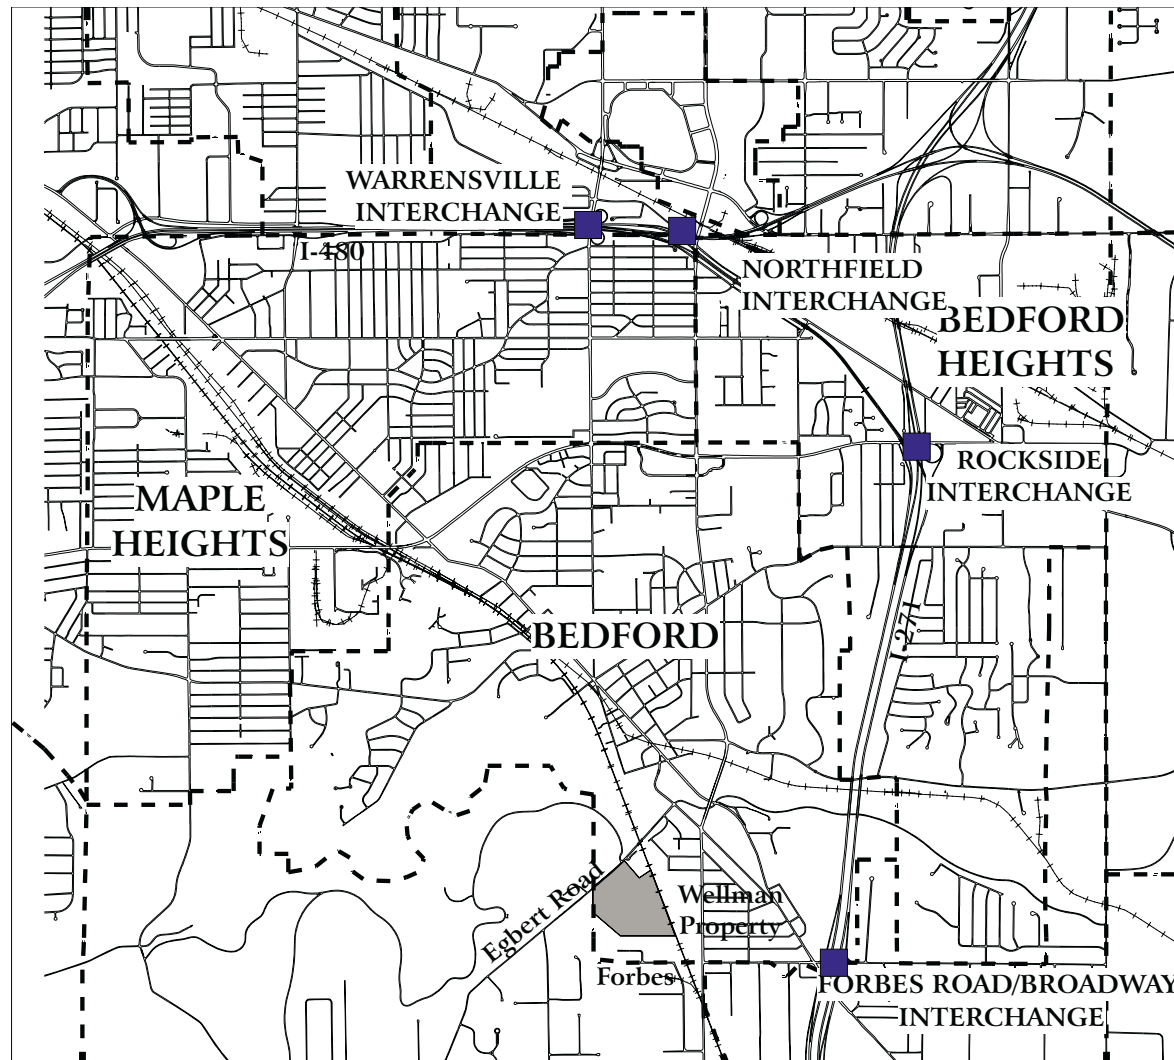 WARRENSVILLE
INTERCHANGE
I-480
NORTHFIELD
INTERCHANGE
BEDFORD
HEIGHTS
ROCKSIDE
INTERCHANGE
MAPLE
HEIGHTS
I-271
BEDFORD
Egbert Road
Wellman
Property
Forbes
FORBES ROAD/BROADWAY
INTERCHANGE